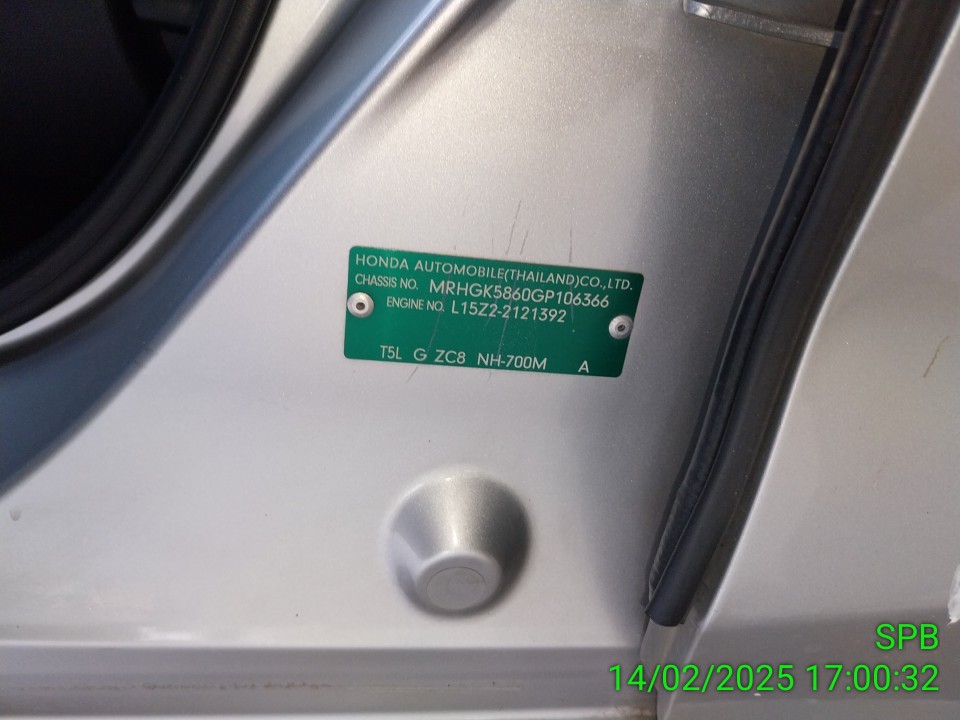 HONDA AUTOMOBILE(THAILAND)CO.,LTD.
CHASSIS NO. MRHGK5860GP106366
ENGINE NO. L15Z2-2121392
T5L G ZC8 NH-700M A
SPB
14/02/2025 17:00:32